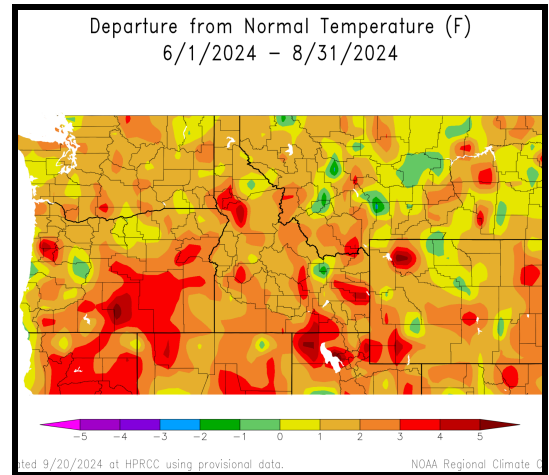 Departure from Normal Temperature (F)
6/1/2024 – 8/31/2024
-5 -4 -3 -2 -1 0 1 2 3 4 5
9/20/2024 at HPRCC using provisional data.
NOAA Regional Climate